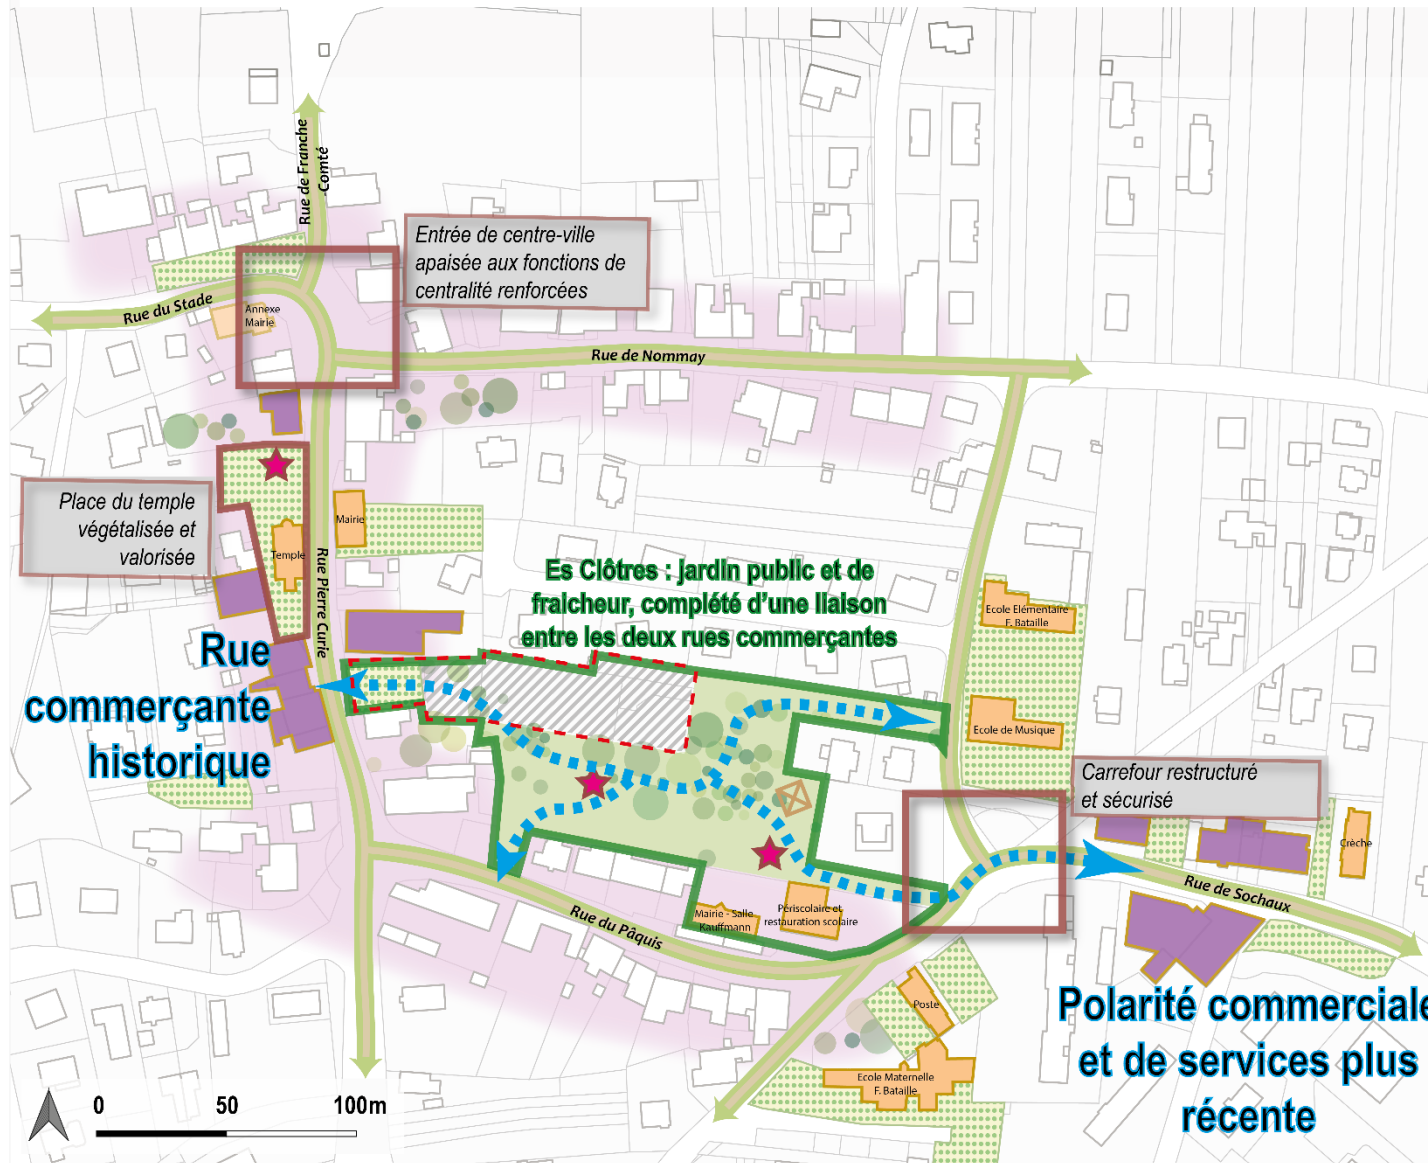 Rue de Franche
-Comté
Entrée de centre-ville
apaisée aux fonctions de
centralité renforcées
Rue du Stade
Annexe
Mairie
Rue de Nommay
Place du temple
végétalisée et
valorisée
Mairie
Temple
Rue Pierre Curie
Es Clôtres : jardin public et de
fraicheur, complété d'une liaison
entre les deux rues commerçantes
Ecole Elémentaire
F. Bataille
Rue
commerçante
historique
Ecole de Musique
Carrefour restructuré
et sécurisé
Crèche
Rue de Sochaux
Mairie - Salle
Kauffmann
Périscolaire et
restauration scolaire
Rue du Pâquis
Poste
Polarité commerciale
et de services plus
récente
Ecole Maternelle
F. Bataille
0 50 100m